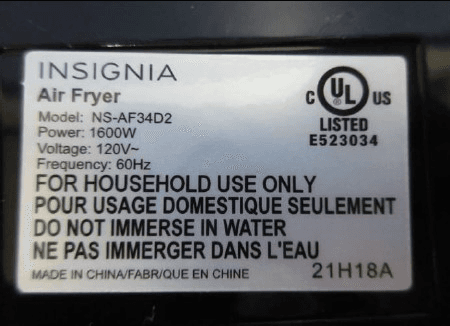 INSIGNIA
Air Fryer
Model: NS-AF34D2
Power: 1600W
Voltage: 120V~
Frequency: 60Hz
C UL US
LISTED
E523034
FOR HOUSEHOLD USE ONLY
POUR USAGE DOMESTIQUE SEULEMENT
DO NOT IMMERSE IN WATER
NE PAS IMMERGER DANS L'EAU
MADE IN CHINA/FABR/QUE EN CHINE
21H18A